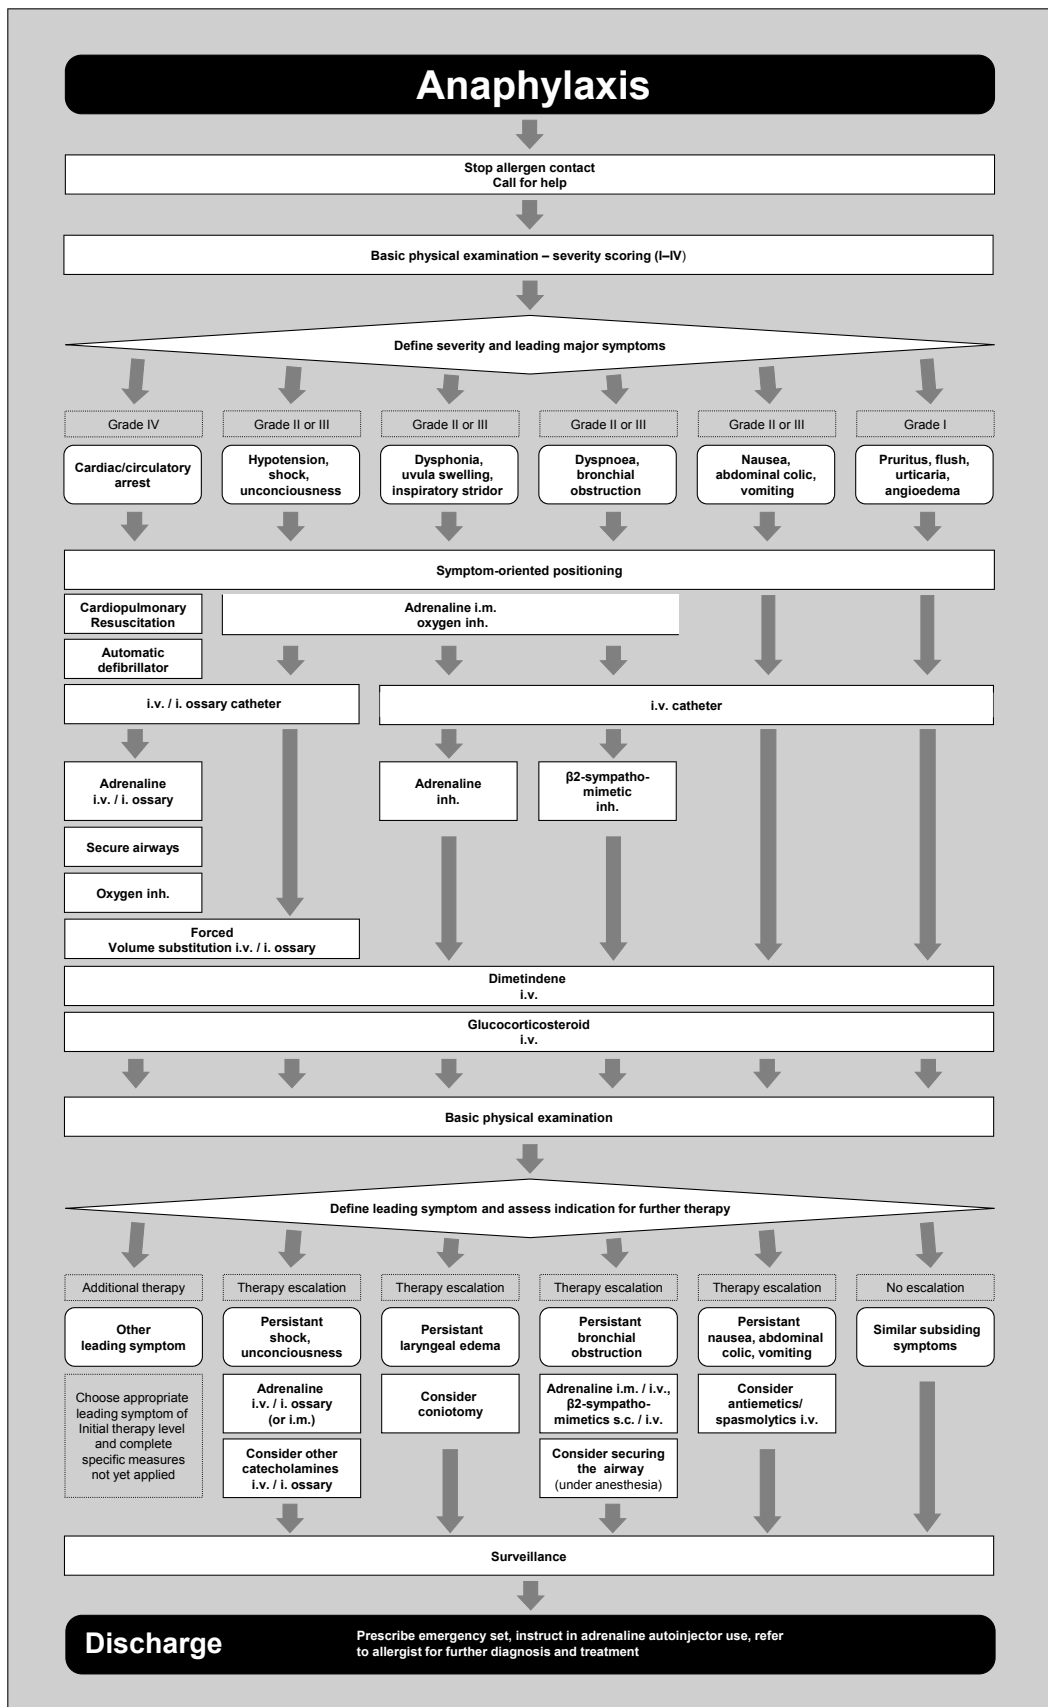 Anaphylaxis
Stop allergen contact
Call for help
Basic physical examination – severity scoring (I–IV)
Define severity and leading major symptoms
Grade IV
Grade II or III
Grade II or III
Grade II or III
Grade II or III
Grade I
Cardiac/circulatory
arrest
Hypotension,
shock,
unconciousness
Dysphonia,
uvula swelling,
inspiratory stridor
Dyspnoea,
bronchial
obstruction
Nausea,
abdominal colic,
vomiting
Pruritus, flush,
urticaria,
angioedema
Symptom-oriented positioning
Cardiopulmonary
Resuscitation
Adrenaline i.m.
oxygen inh.
Automatic
defibrillator
i.v. / i. ossary catheter
i.v. catheter
Adrenaline
i.v. / i. ossary
Adrenaline
inh.
β2-sympatho-
mimetic
inh.
Secure airways
Oxygen inh.
Forced
Volume substitution i.v. / i. ossary
Dimetindene
i.v.
Glucocorticosteroid
i.v.
Basic physical examination
Define leading symptom and assess indication for further therapy
Additional therapy
Therapy escalation
Therapy escalation
Therapy escalation
Therapy escalation
No escalation
Other
leading symptom
Persistant
shock,
unconciousness
Persistant
laryngeal edema
Persistant
bronchial
obstruction
Persistant
nausea, abdominal
colic, vomiting
Similar subsiding
symptoms
Choose appropriate
leading symptom of
Initial therapy level
and complete
specific measures
not yet applied
Adrenaline
i.v. / i. ossary
(or i.m.)
Consider
coniotomy
Adrenaline i.m. / i.v.,
β2-sympatho-
mimetics s.c. / i.v.
Consider
antiemetics/
spasmolytics i.v.
Consider other
catecholamines
i.v. / i. ossary
Consider securing
the airway
(under anesthesia)
Surveillance
Discharge
Prescribe emergency set, instruct in adrenaline autoinjector use, refer
to allergist for further diagnosis and treatment